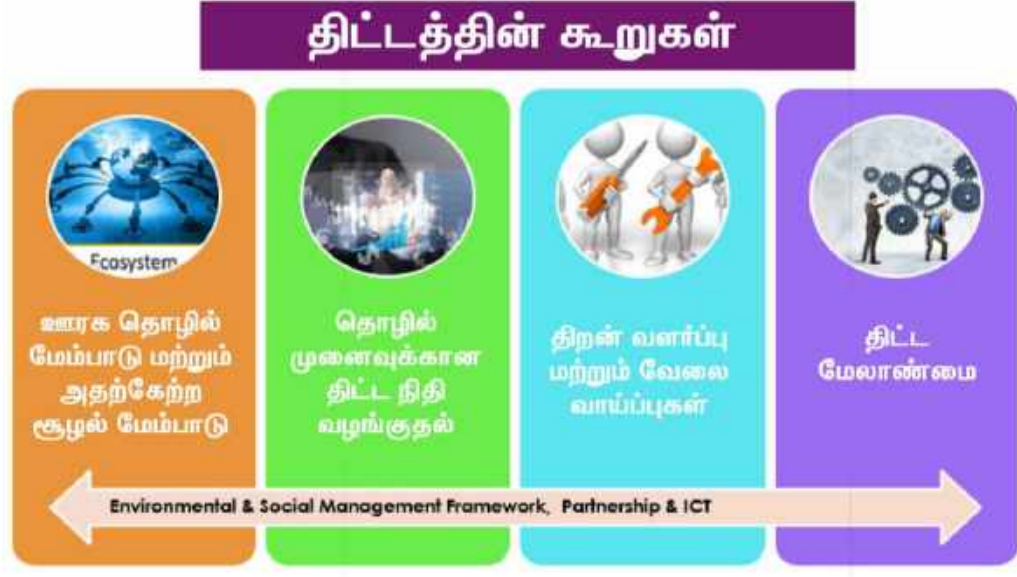 திட்டத்தின் கூறுகள்
Ecosystem
ஊரக தொழில்
மேம்பாடு மற்றும்
அதற்கேற்ற
சூழல் மேம்பாடு
தொழில்
முனைவுக்கான
திட்ட நிதி
வழங்குதல்
திறன் வளர்ப்பு
மற்றும் வேலை
வாய்ப்புகள்
திட்ட
மேலாண்மை
Environmental & Social Management Framework, Partnership & ICT